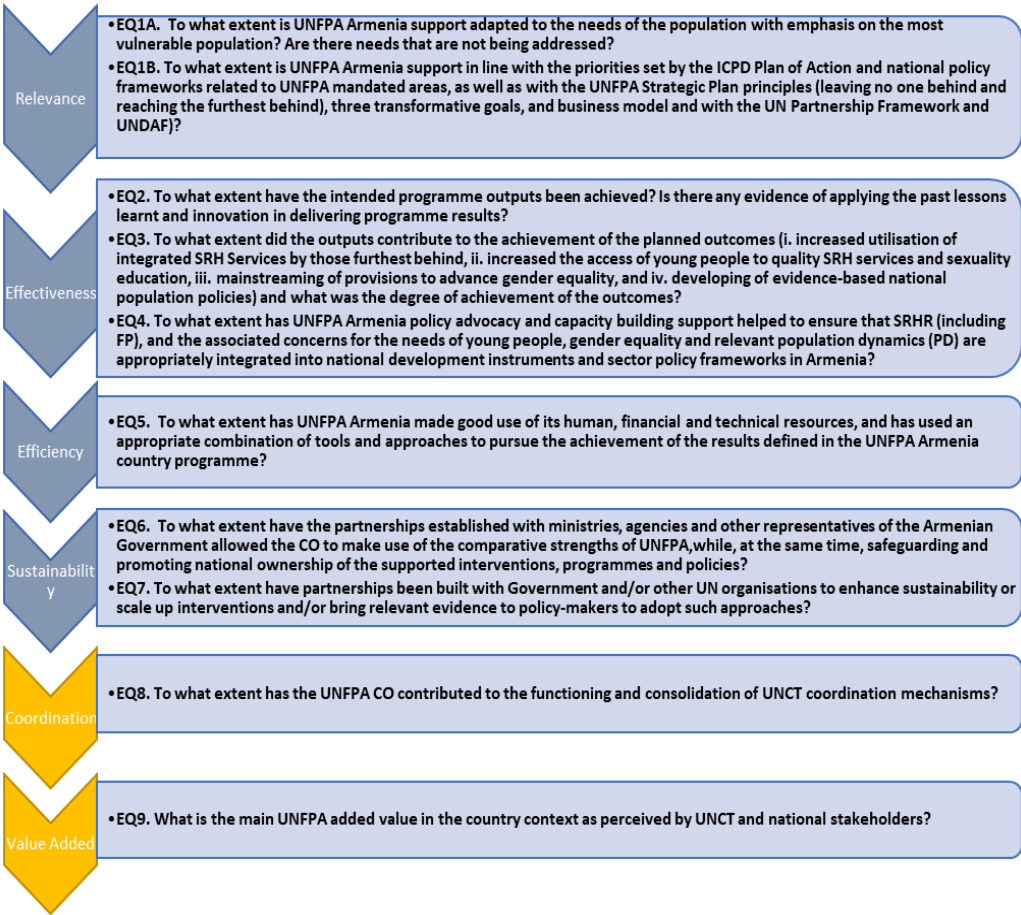 Relevance
•EQ1A.  To what extent is UNFPA Armenia support adapted to the needs of the population with emphasis on the most
vulnerable population? Are there needs that are not being addressed?
•EQ1B. To what extent is UNFPA Armenia support in line with the priorities set by the ICPD Plan of Action and national policy
frameworks related to UNFPA mandated areas, as well as with the UNFPA Strategic Plan principles (leaving no one behind and
reaching the furthest behind), three transformative goals, and business model and with the UN Partnership Framework and
UNDAF)?
Effectiveness
•EQ2. To what extent have the intended programme outputs been achieved? Is there any evidence of applying the past lessons
learnt and innovation in delivering programme results?
•EQ3. To what extent did the outputs contribute to the achievement of the planned outcomes (i. increased utilisation of
integrated SRH Services by those furthest behind, ii. increased the access of young people to quality SRH services and sexuality
education, iii. mainstreaming of provisions to advance gender equality, and iv. developing of evidence-based national
population policies) and what was the degree of achievement of the outcomes?
•EQ4. To what extent has UNFPA Armenia policy advocacy and capacity building support helped to ensure that SRHR (including
FP), and the associated concerns for the needs of young people, gender equality and relevant population dynamics (PD) are
appropriately integrated into national development instruments and sector policy frameworks in Armenia?
Efficiency
•EQ5.  To what extent has UNFPA Armenia made good use of its human, financial and technical resources, and has used an
appropriate combination of tools and approaches to pursue the achievement of the results defined in the UNFPA Armenia
country programme?
Sustainabilit
y
•EQ6.  To what extent have the partnerships established with ministries, agencies and other representatives of the Armenian
Government allowed the CO to make use of the comparative strengths of UNFPA,while, at the same time, safeguarding and
promoting national ownership of the supported interventions, programmes and policies?
•EQ7. To what extent have partnerships been built with Government and/or other UN organisations to enhance sustainability or
scale up interventions and/or bring relevant evidence to policy-makers to adopt such approaches?
Coordination
•EQ8. To what extent has the UNFPA CO contributed to the functioning and consolidation of UNCT coordination mechanisms?
Value Added
•EQ9. What is the main UNFPA added value in the country context as perceived by UNCT and national stakeholders?